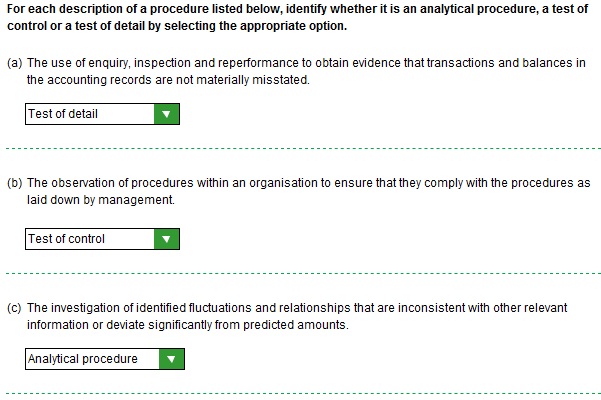 For each description of a procedure listed below, identify whether it is an analytical procedure, a test of
control or a test of detail by selecting the appropriate option.
(a) The use of enquiry, inspection and reperformance to obtain evidence that transactions and balances in
the accounting records are not materially misstated.
Test of detail
(b) The observation of procedures within an organisation to ensure that they comply with the procedures as
laid down by management.
Test of control
(c) The investigation of identified fluctuations and relationships that are inconsistent with other relevant
information or deviate significantly from predicted amounts.
Analytical procedure